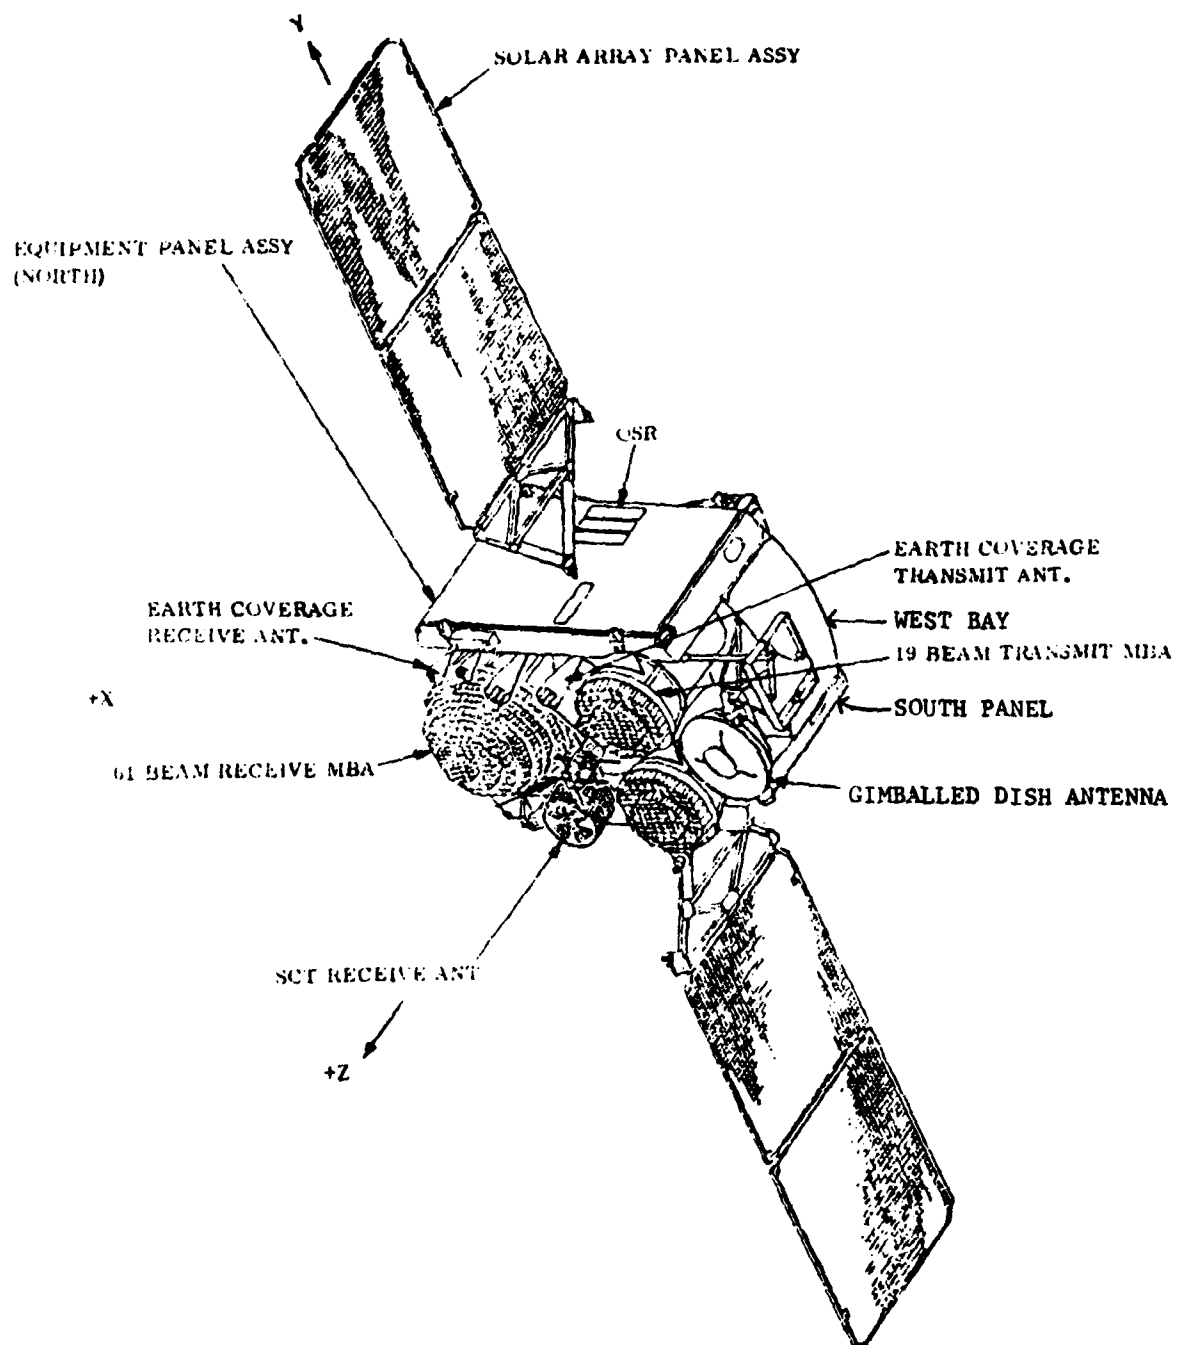 Y
SOLAR ARRAY PANEL ASSY
EQUIPMENT PANEL ASSY
(NORTH)
OSR
EARTH COVERAGE
TRANSMIT ANT.
EARTH COVERAGE
RECEIVE ANT.
WEST BAY
19 BEAM TRANSMIT MBA
+X
SOUTH PANEL
61 BEAM RECEIVE MBA
GIMBALLED DISH ANTENNA
SCT RECEIVE ANT
+Z